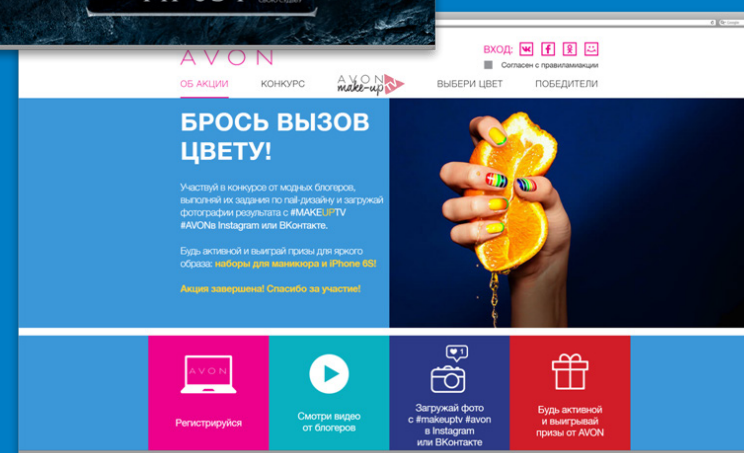 AVON
ВХОД:
Согласен с правиламиакции
ОБ АКЦИИ
КОНКУРС
AVON
make-up TV
ВЫБЕРИ ЦВЕТ
ПОБЕДИТЕЛИ
БРОСЬ ВЫЗОВ
ЦВЕТУ!
Участвуй в конкурсе от модных блогеров,
выполняй их задания по nail-дизайну и загружай
фотографии результата с #MAKEUPTV
#AVONв Instagram или ВКонтакте.
Будь активной и выиграй призы для яркого
образа: наборы для маникюра и iPhone 6S!
Акция завершена! Спасибо за участие!
AVON
Регистрируйся
Смотри видео
от блогеров
1
Загружай фото
с #makeuptv #avon
в Instagram
или ВКонтакте
Будь активной
и выигрывай
призы от AVON